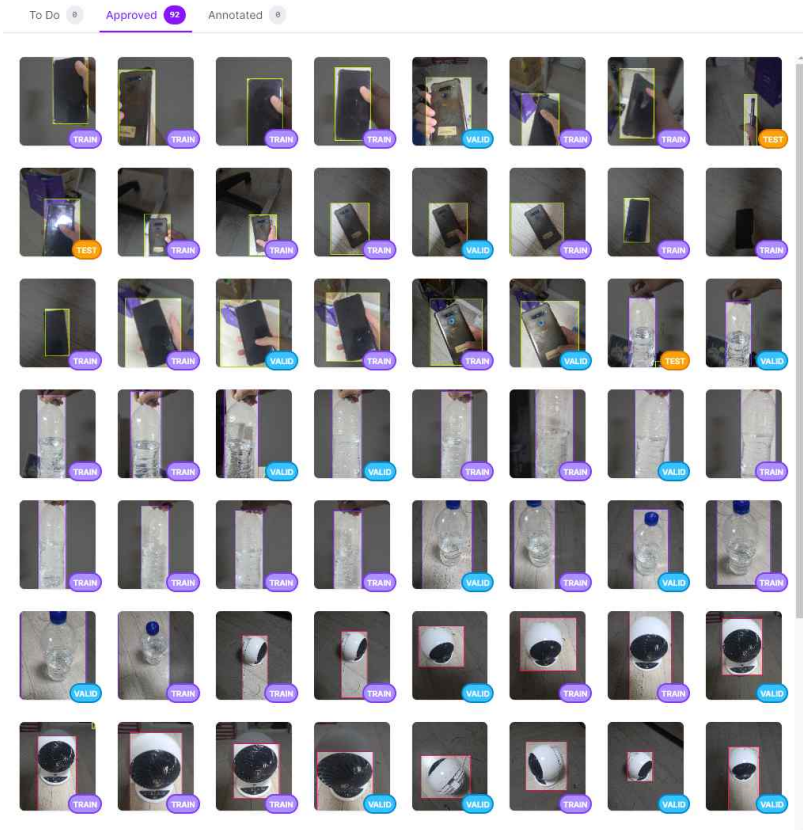 To Do 0 Approved 92 Annotated 0
TRAIN TRAIN TRAIN TRAIN VALID TRAIN TRAIN TEST
TEST TRAIN TRAIN TRAIN VALID TRAIN TRAIN TRAIN
TRAIN TRAIN VALID TRAIN TRAIN VALID TEST VALID
TRAIN TRAIN VALID VALID TRAIN TRAIN VALID TRAIN
TRAIN TRAIN TRAIN TRAIN VALID TRAIN VALID TRAIN
VALID TRAIN TRAIN TRAIN VALID TRAIN TRAIN VALID
TRAIN TRAIN TRAIN VALID VALID TRAIN VALID VALID